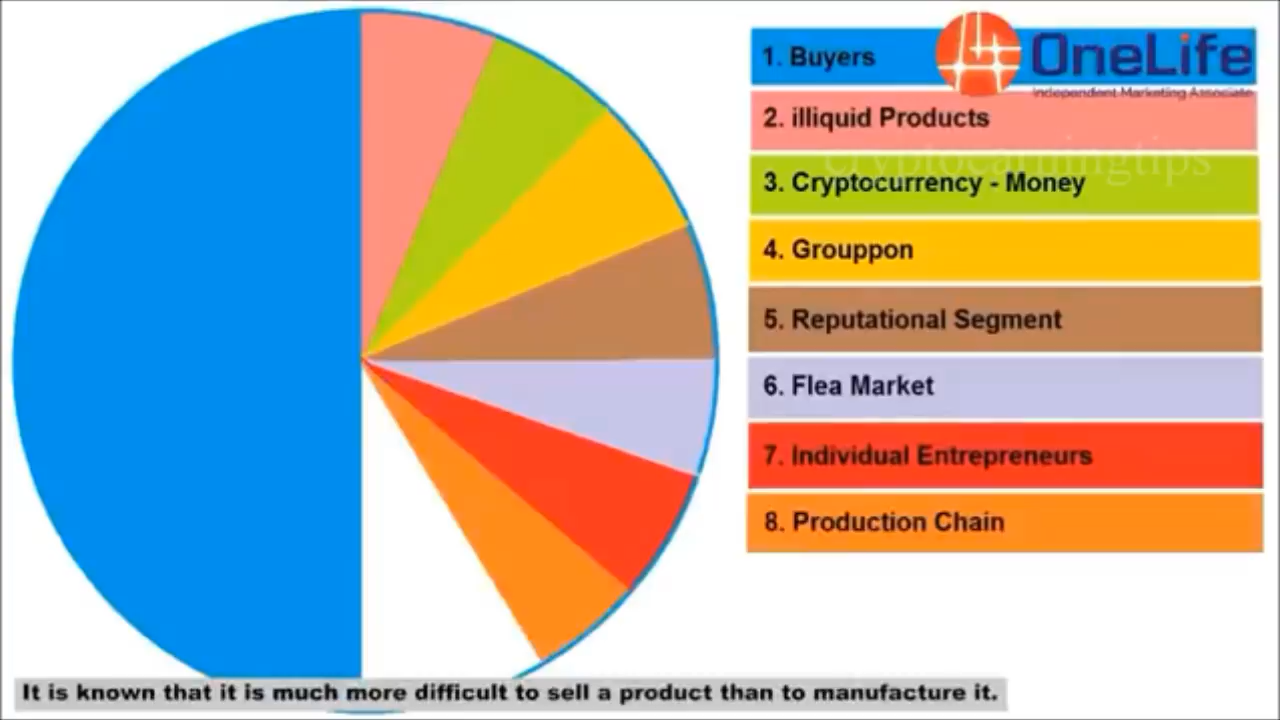 1. Buyers
OneLife
Independent Marketing Associate
2. illiquid Products
cryptoearningtips
3. Cryptocurrency - Money
4. Grouppon
5. Reputational Segment
6. Flea Market
7. Individual Entrepreneurs
8. Production Chain
It is known that it is much more difficult to sell a product than to manufacture it.